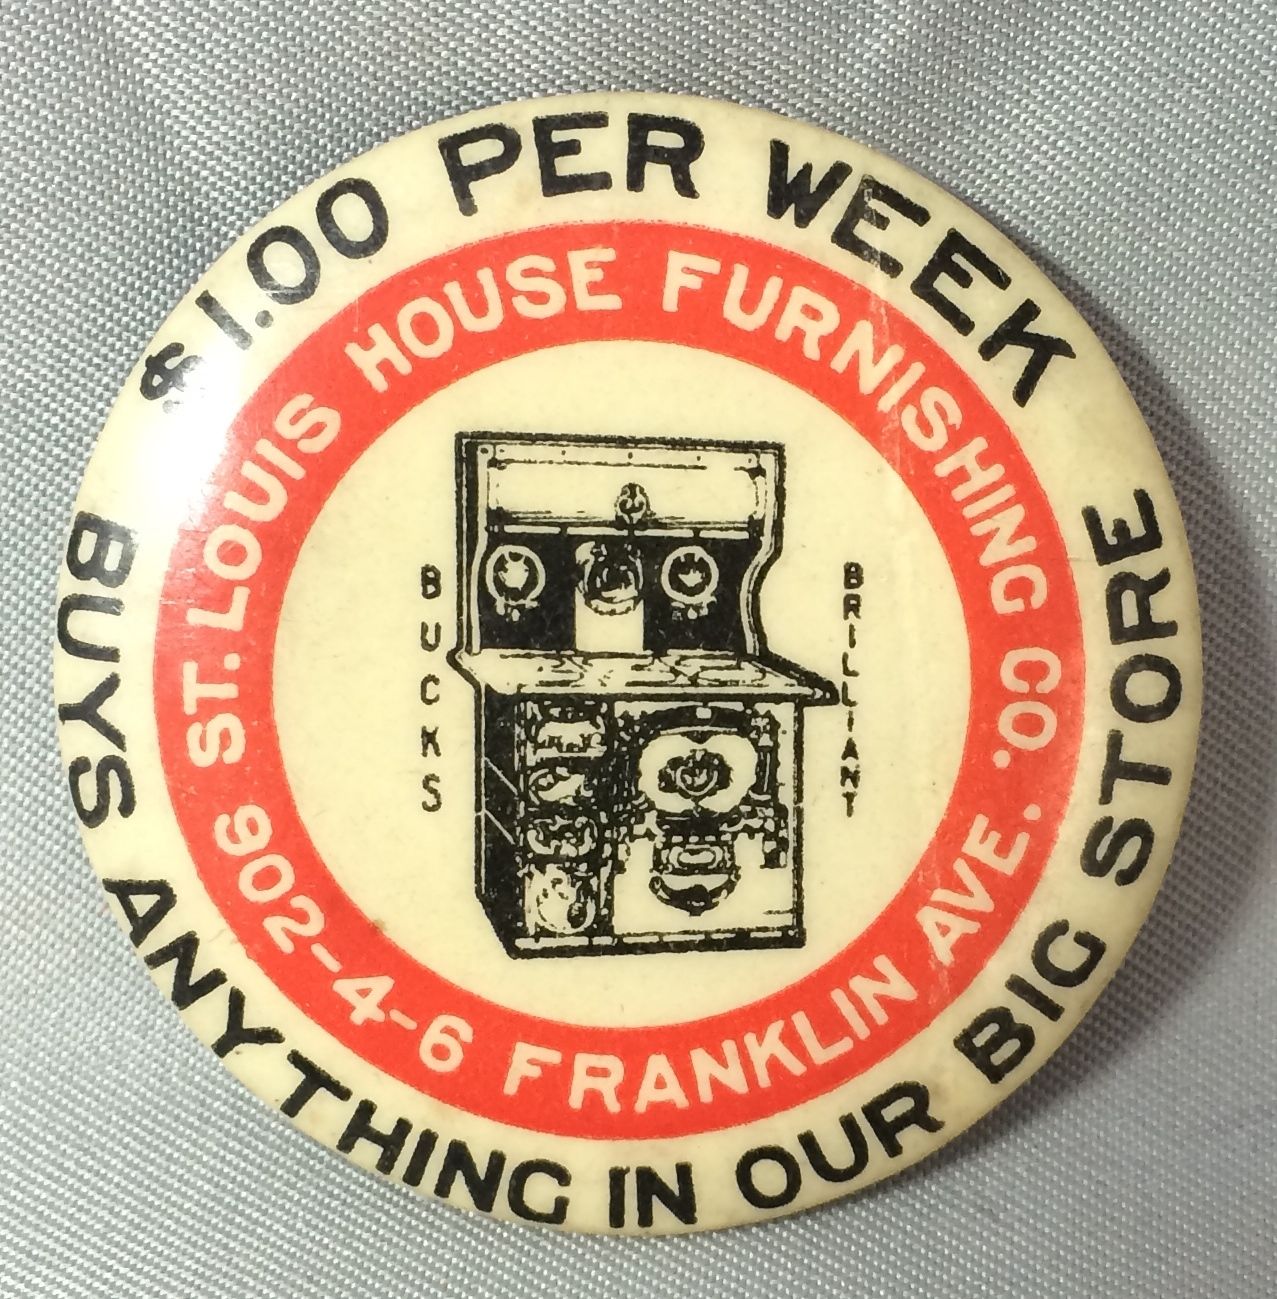 $1.00 PER WEEK
BUYS ANYTHING IN OUR BIG STORE
ST. LOUIS HOUSE FURNISHING CO.
902-4-6 FRANKLIN AVE.
BUCKS
BRILLIANT